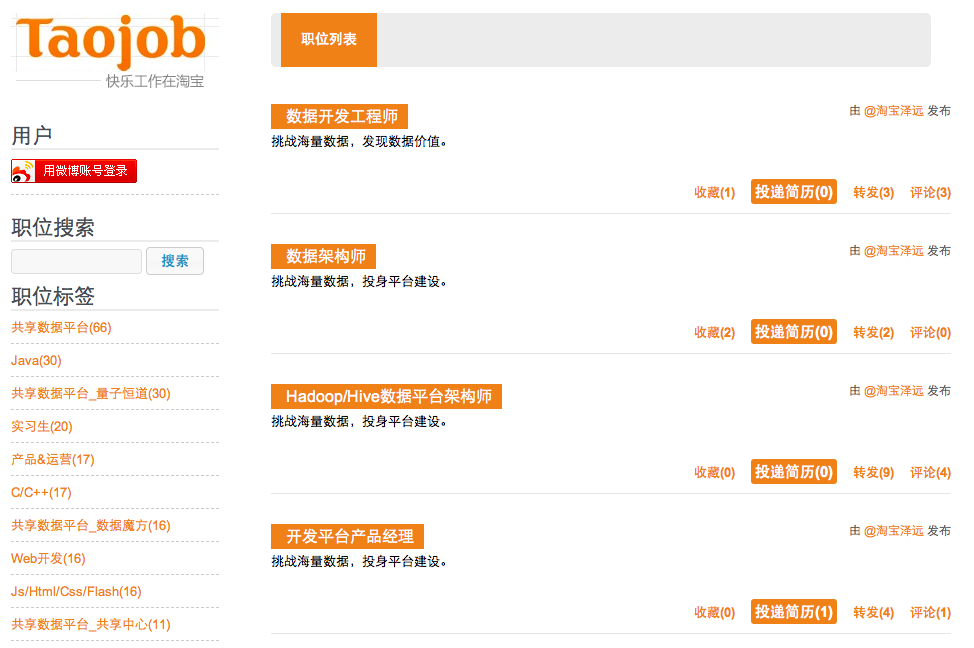 Taojob
快乐工作在淘宝
用户
用微博账号登录
职位搜索
搜索
职位标签
共享数据平台(66)
Java(30)
共享数据平台_量子恒道(30)
实习生(20)
产品&运营(17)
C/C++(17)
共享数据平台_数据魔方(16)
Web开发(16)
Js/Html/Css/Flash(16)
共享数据平台_共享中心(11)
职位列表
数据开发工程师
由 @淘宝泽远 发布
挑战海量数据，发现数据价值。
收藏(1) 投递简历(0) 转发(3) 评论(3)
数据架构师
由 @淘宝泽远 发布
挑战海量数据，投身平台建设。
收藏(2) 投递简历(0) 转发(2) 评论(0)
Hadoop/Hive数据平台架构师
由 @淘宝泽远 发布
挑战海量数据，投身平台建设。
收藏(0) 投递简历(0) 转发(9) 评论(4)
开发平台产品经理
由 @淘宝泽远 发布
挑战海量数据，投身平台建设。
收藏(0) 投递简历(1) 转发(4) 评论(1)